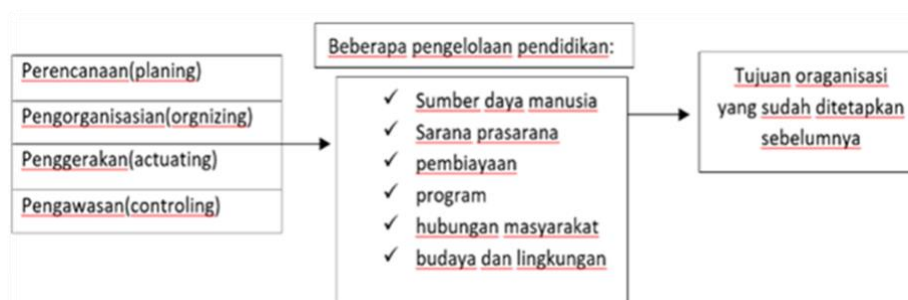 Perencanaan(planing)
Pengorganisasian(orgnizing)
Penggerakan(actuating)
Pengawasan(controling)
Beberapa pengelolaan pendidikan:
✓ Sumber daya manusia
✓ Sarana prasarana
✓ pembiayaan
✓ program
✓ hubungan masyarakat
✓ budaya dan lingkungan
Tujuan oraganisasi
yang sudah ditetapkan
sebelumnya